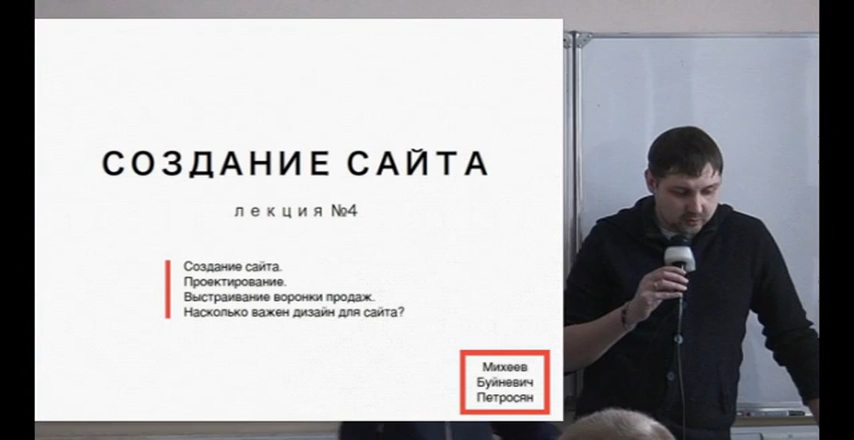 СОЗДАНИЕ САЙТА
лекция №4
Создание сайта.
Проектирование.
Выстраивание воронки продаж.
Насколько важен дизайн для сайта?
Михеев
Буйневич
Петросян